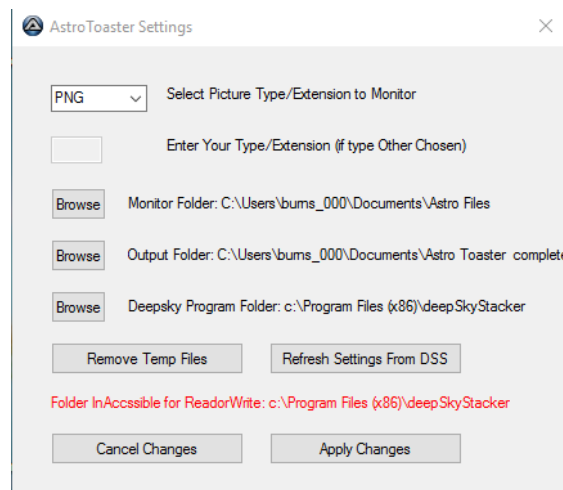 AstroToaster Settings
PNG Select Picture Type/Extension to Monitor
Enter Your Type/Extension (if type Other Chosen)
Browse Monitor Folder: C:\Users\burns_000\Documents\Astro Files
Browse Output Folder: C:\Users\burns_000\Documents\Astro Toaster complete
Browse Deepsky Program Folder: c:\Program Files (x86)\deepSkyStacker
Remove Temp Files Refresh Settings From DSS
Folder InAccssible for ReadorWrite: c:\Program Files (x86)\deepSkyStacker
Cancel Changes Apply Changes